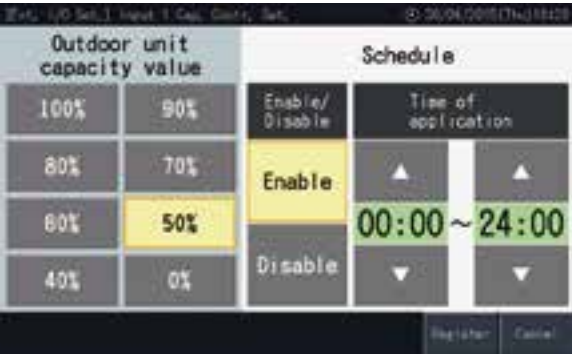 Outdoor unit
capacity value
100%
90%
80%
70%
60%
50%
40%
0%
Schedule
Enable/
Disable
Time of
application
Enable
Disable
00:00 ~ 24:00
Register
Cancel